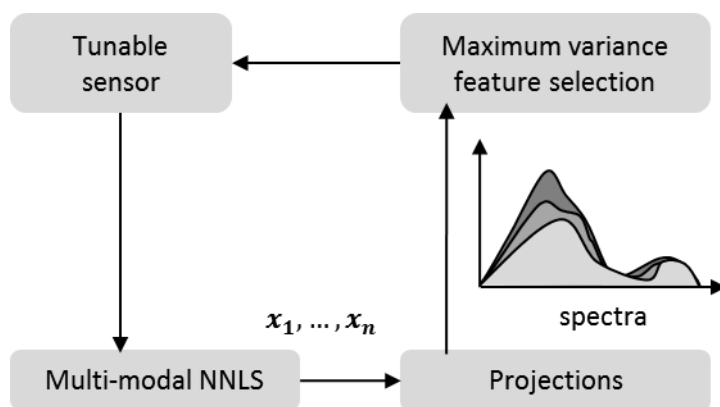 Tunable
sensor
Maximum variance
feature selection
spectra
x₁, … , xₙ
Multi-modal NNLS
Projections